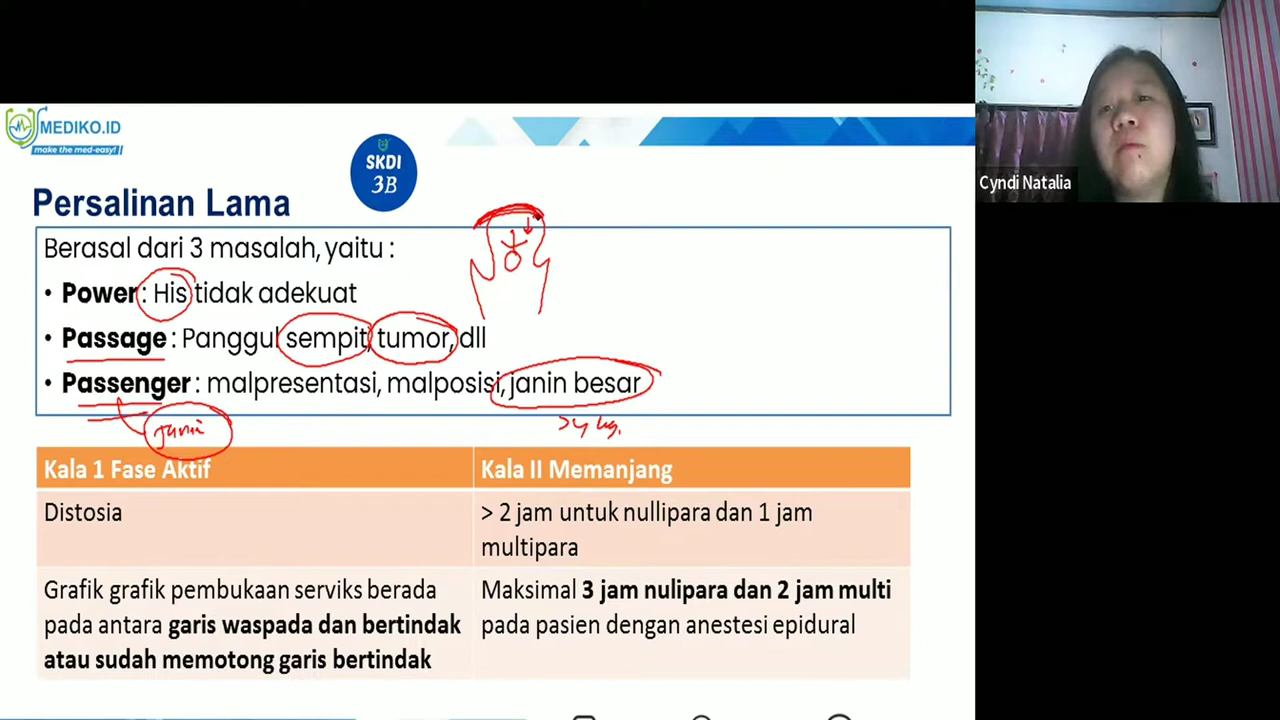 MEDIKO.ID
make the med-easy!
SKDI
3B
Persalinan Lama
Berasal dari 3 masalah, yaitu :
• Power : His tidak adekuat
• Passage : Panggul sempit, tumor, dll
• Passenger : malpresentasi, malposisi, janin besar
janin
>4 kg.
Kala 1 Fase Aktif
Kala II Memanjang
Distosia
> 2 jam untuk nullipara dan 1 jam
multipara
Grafik grafik pembukaan serviks berada
pada antara garis waspada dan bertindak
atau sudah memotong garis bertindak
Maksimal 3 jam nulipara dan 2 jam multi
pada pasien dengan anestesi epidural
Cyndi Natalia